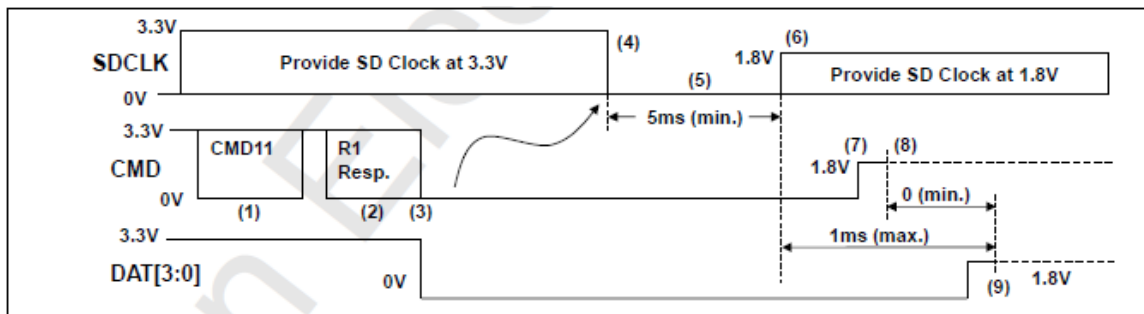 3.3V
(4)
(6)
SDCLK
Provide SD Clock at 3.3V
1.8V
(5)
Provide SD Clock at 1.8V
0V
5ms (min.)
3.3V
CMD11
R1
Resp.
(7)
(8)
CMD
1.8V
0V
(1)
(2)
(3)
0 (min.)
3.3V
1ms (max.)
DAT[3:0]
0V
1.8V
(9)